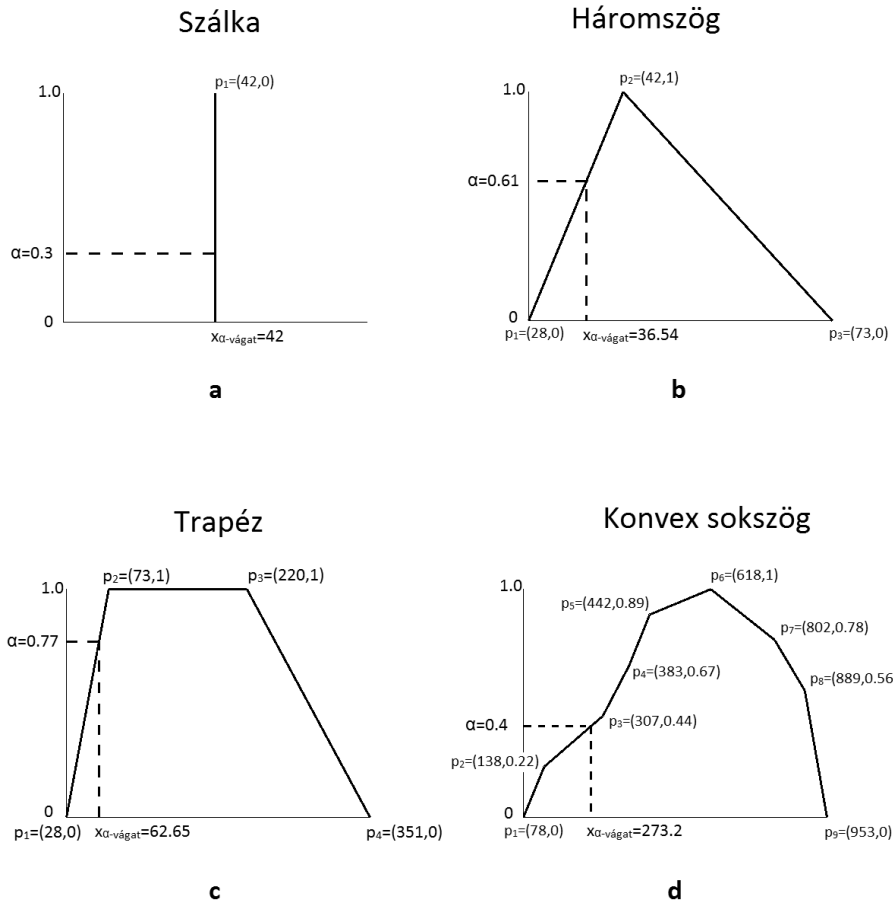 Szálka
p₁=(42,0)
1.0
α=0.3
0
xα-vágat=42
a
Háromszög
p₂=(42,1)
1.0
α=0.61
0
p₁=(28,0)
xα-vágat=36.54
p₃=(73,0)
b
Trapéz
p₂=(73,1)
p₃=(220,1)
1.0
α=0.77
0
p₁=(28,0)
xα-vágat=62.65
p₄=(351,0)
c
Konvex sokszög
p₆=(618,1)
1.0
p₅=(442,0.89)
p₇=(802,0.78)
p₄=(383,0.67)
p₈=(889,0.56
p₃=(307,0.44)
α=0.4
p₂=(138,0.22)
0
p₁=(78,0)
xα-vágat=273.2
p₉=(953,0)
d